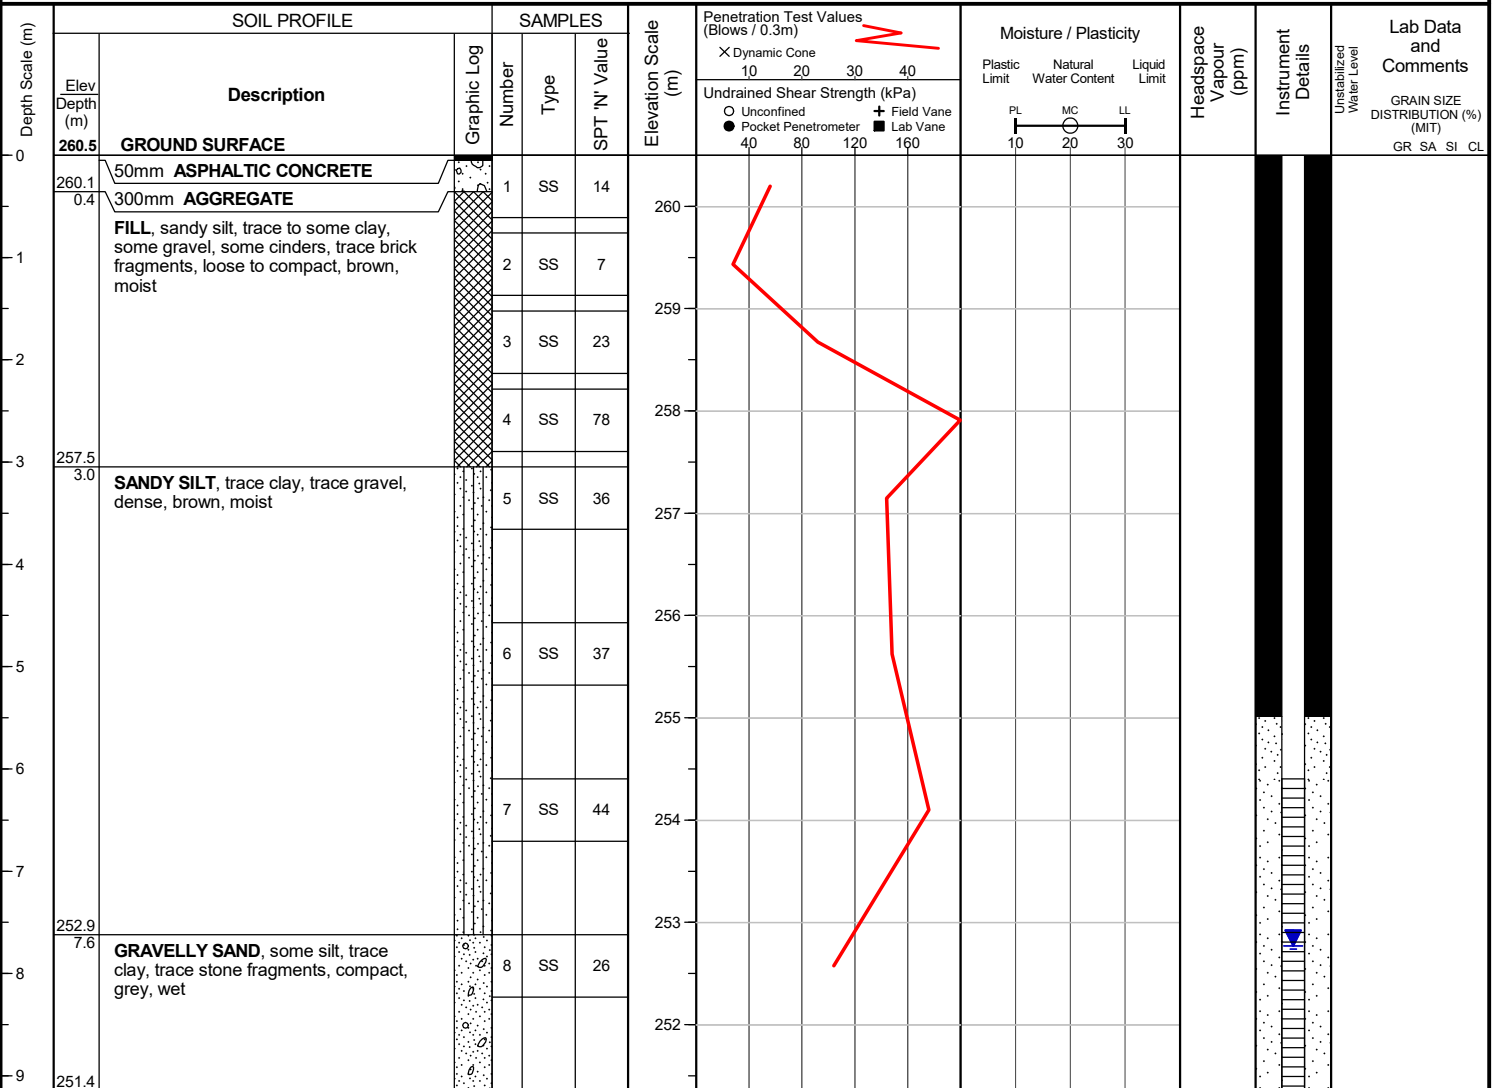 SOIL PROFILE
SAMPLES
Depth Scale (m)
Elev
Depth
(m)
Description
Graphic Log
Number
Type
SPT 'N' Value
Elevation Scale
(m)
Penetration Test Values
(Blows / 0.3m)
× Dynamic Cone
10 20 30 40
Undrained Shear Strength (kPa)
Unconfined
Field Vane
Pocket Penetrometer
Lab Vane
40 80 120 160
Moisture / Plasticity
Plastic
Limit
Natural
Water Content
Liquid
Limit
PL MC LL
10 20 30
Headspace
Vapour
(ppm)
Instrument
Details
Unstabilized
Water Level
Lab Data
and
Comments
GRAIN SIZE
DISTRIBUTION (%)
(MIT)
GR SA SI CL
260.5 GROUND SURFACE
50mm ASPHALTIC CONCRETE
260.1
0.4
300mm AGGREGATE
FILL, sandy silt, trace to some clay,
some gravel, some cinders, trace brick
fragments, loose to compact, brown,
moist
257.5
3.0
SANDY SILT, trace clay, trace gravel,
dense, brown, moist
252.9
7.6
GRAVELLY SAND, some silt, trace
clay, trace stone fragments, compact,
grey, wet
251.4
1 SS 14
2 SS 7
3 SS 23
4 SS 78
5 SS 36
6 SS 37
7 SS 44
8 SS 26
0
1
2
3
4
5
6
7
8
9
260
259
258
257
256
255
254
253
252